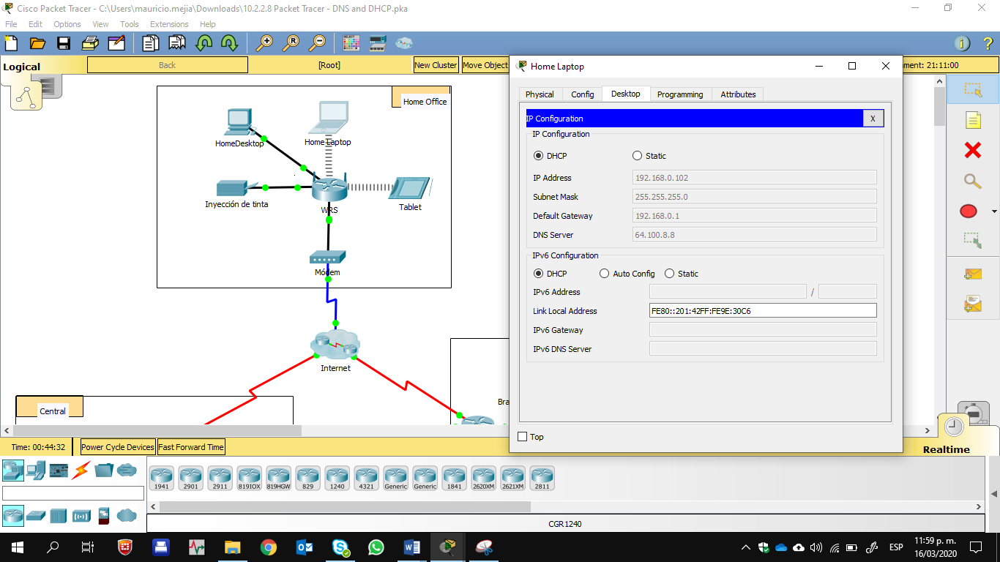 Cisco Packet Tracer - C:\Users\mauricio.mejia\Downloads\10.2.2.8 Packet Tracer - DNS and DHCP.pka
File Edit Options View Tools Extensions Help
Logical
Back
[Root]
New Cluster
Move Object
ment: 21:11:00
Home Office
HomeDesktop
Home Laptop
Inyección de tinta
WRS
Tablet
Módem
Internet
Central
Bra
Home Laptop
Physical Config Desktop Programming Attributes
IP Configuration
X
IP Configuration
DHCP Static
IP Address 192.168.0.102
Subnet Mask 255.255.255.0
Default Gateway 192.168.0.1
DNS Server 64.100.8.8
IPv6 Configuration
DHCP Auto Config Static
IPv6 Address /
Link Local Address FE80::201:42FF:FE9E:30C6
IPv6 Gateway
IPv6 DNS Server
Top
Time: 00:44:32 Power Cycle Devices Fast Forward Time
Realtime
1941 2901 2911 819IOX 819HGW 829 1240 4321 Generic Generic 1841 2620XM 2621XM 2811
CGR1240
ESP
11:59 p. m.
16/03/2020